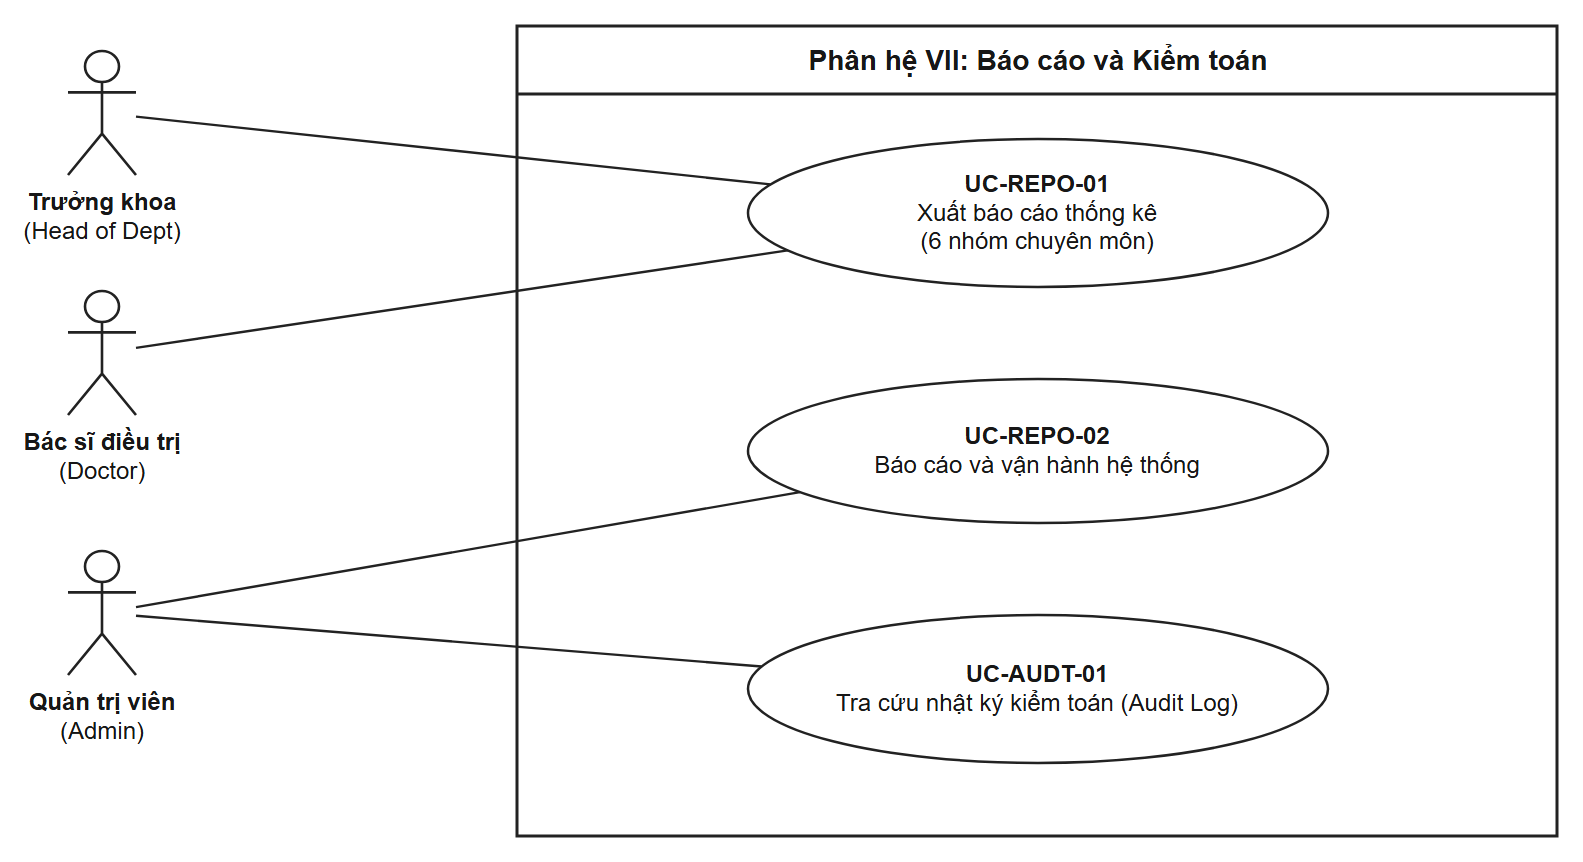 Phân hệ VII: Báo cáo và Kiểm toán
Trưởng khoa
(Head of Dept)
UC-REPO-01
Xuất báo cáo thống kê
(6 nhóm chuyên môn)
Bác sĩ điều trị
(Doctor)
UC-REPO-02
Báo cáo và vận hành hệ thống
Quản trị viên
(Admin)
UC-AUDT-01
Tra cứu nhật ký kiểm toán (Audit Log)